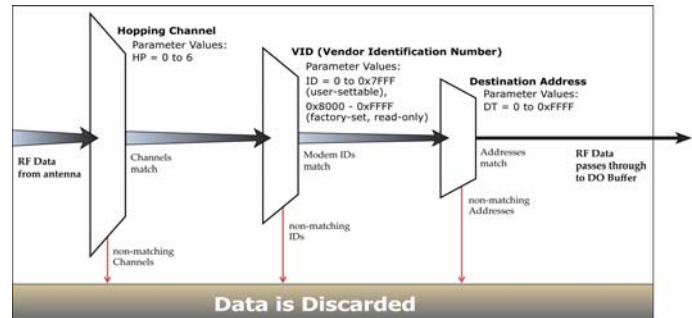 Hopping Channel
Parameter Values:
HP = 0 to 6
VID (Vendor Identification Number)
Parameter Values:
ID = 0 to 0x7FFF
(user-settable),
0x8000 - 0xFFFF
(factory-set, read-only)
Destination Address
Parameter Values:
DT = 0 to 0xFFFF
RF Data
from antenna
Channels
match
Modem IDs
match
Addresses
match
RF Data
passes through
to DO Buffer
non-matching
Channels
non-matching
IDs
non-matching
Addresses
Data is Discarded